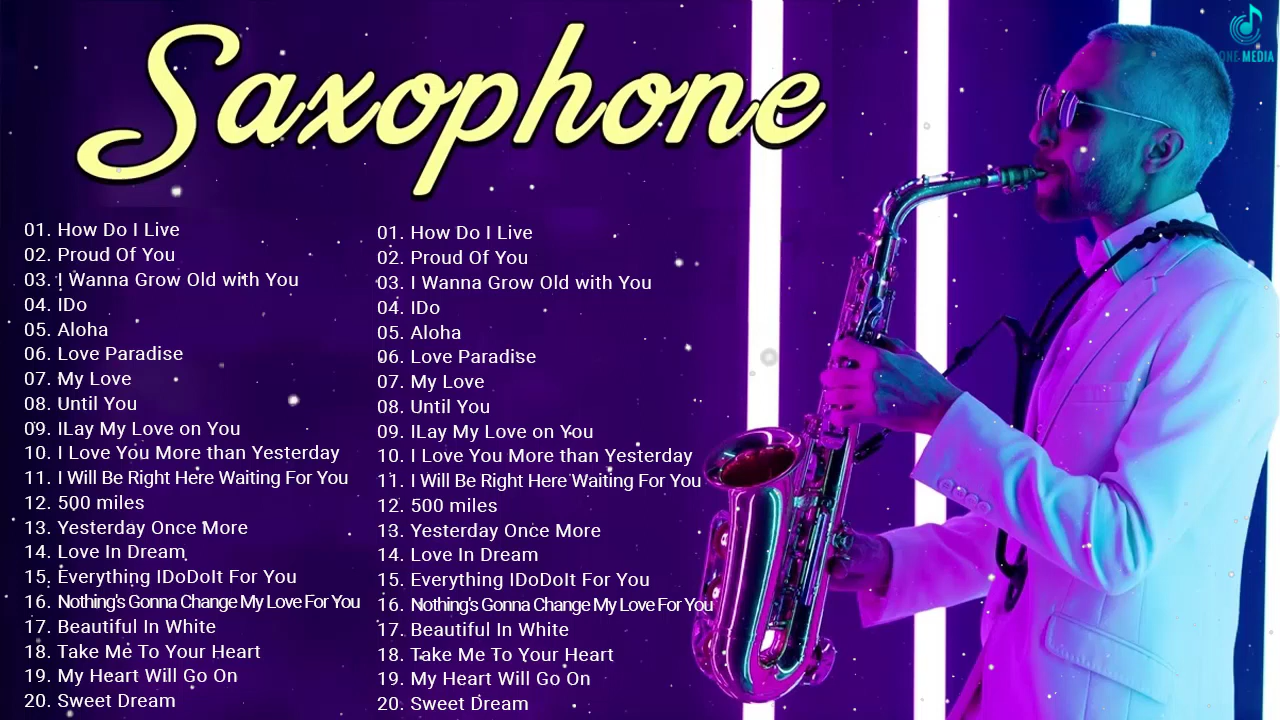 Saxophone
ONE MEDIA
01. How Do I Live
02. Proud Of You
03. I Wanna Grow Old with You
04. IDo
05. Aloha
06. Love Paradise
07. My Love
08. Until You
09. ILay My Love on You
10. I Love You More than Yesterday
11. I Will Be Right Here Waiting For You
12. 500 miles
13. Yesterday Once More
14. Love In Dream
15. Everything IDoDoIt For You
16. Nothing's Gonna Change My Love For You
17. Beautiful In White
18. Take Me To Your Heart
19. My Heart Will Go On
20. Sweet Dream
01. How Do I Live
02. Proud Of You
03. I Wanna Grow Old with You
04. IDo
05. Aloha
06. Love Paradise
07. My Love
08. Until You
09. ILay My Love on You
10. I Love You More than Yesterday
11. I Will Be Right Here Waiting For You
12. 500 miles
13. Yesterday Once More
14. Love In Dream
15. Everything IDoDoIt For You
16. Nothing's Gonna Change My Love For You
17. Beautiful In White
18. Take Me To Your Heart
19. My Heart Will Go On
20. Sweet Dream